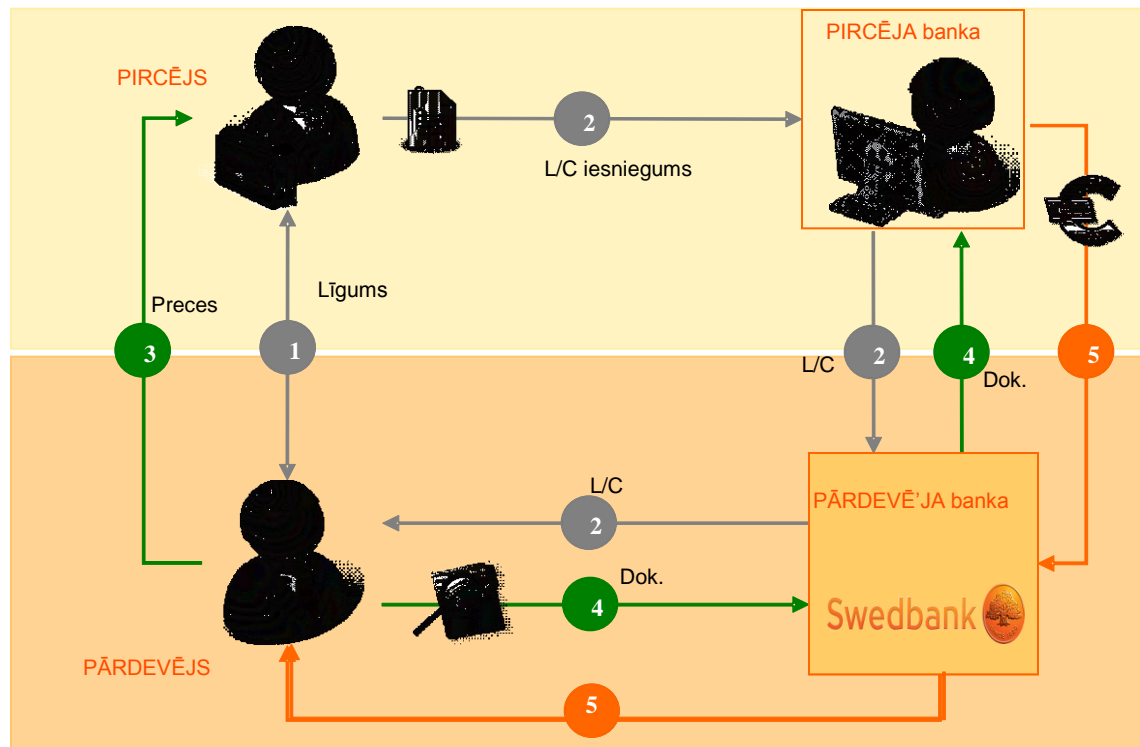 PIRCĒJA banka
PIRCĒJS
2
L/C iesniegums
Preces
Līgums
3
1
2
4
5
L/C
Dok.
L/C
PĀRDEVĒ'JA banka
2
Dok.
4
Swedbank
PĀRDEVĒJS
5